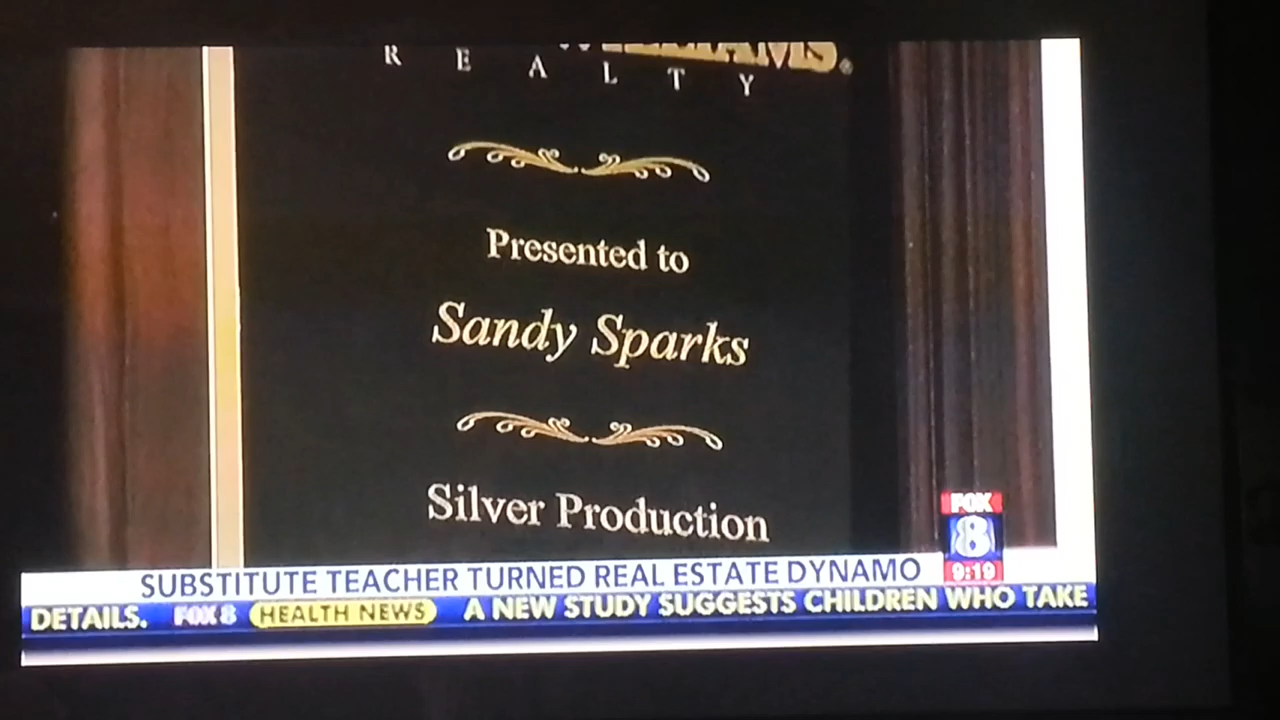 WILLIAMS.®
R E A L T Y
Presented to
Sandy Sparks
Silver Production
FOX
8
9:19
SUBSTITUTE TEACHER TURNED REAL ESTATE DYNAMO
DETAILS. FOX 8 HEALTH NEWS A NEW STUDY SUGGESTS CHILDREN WHO TAKE